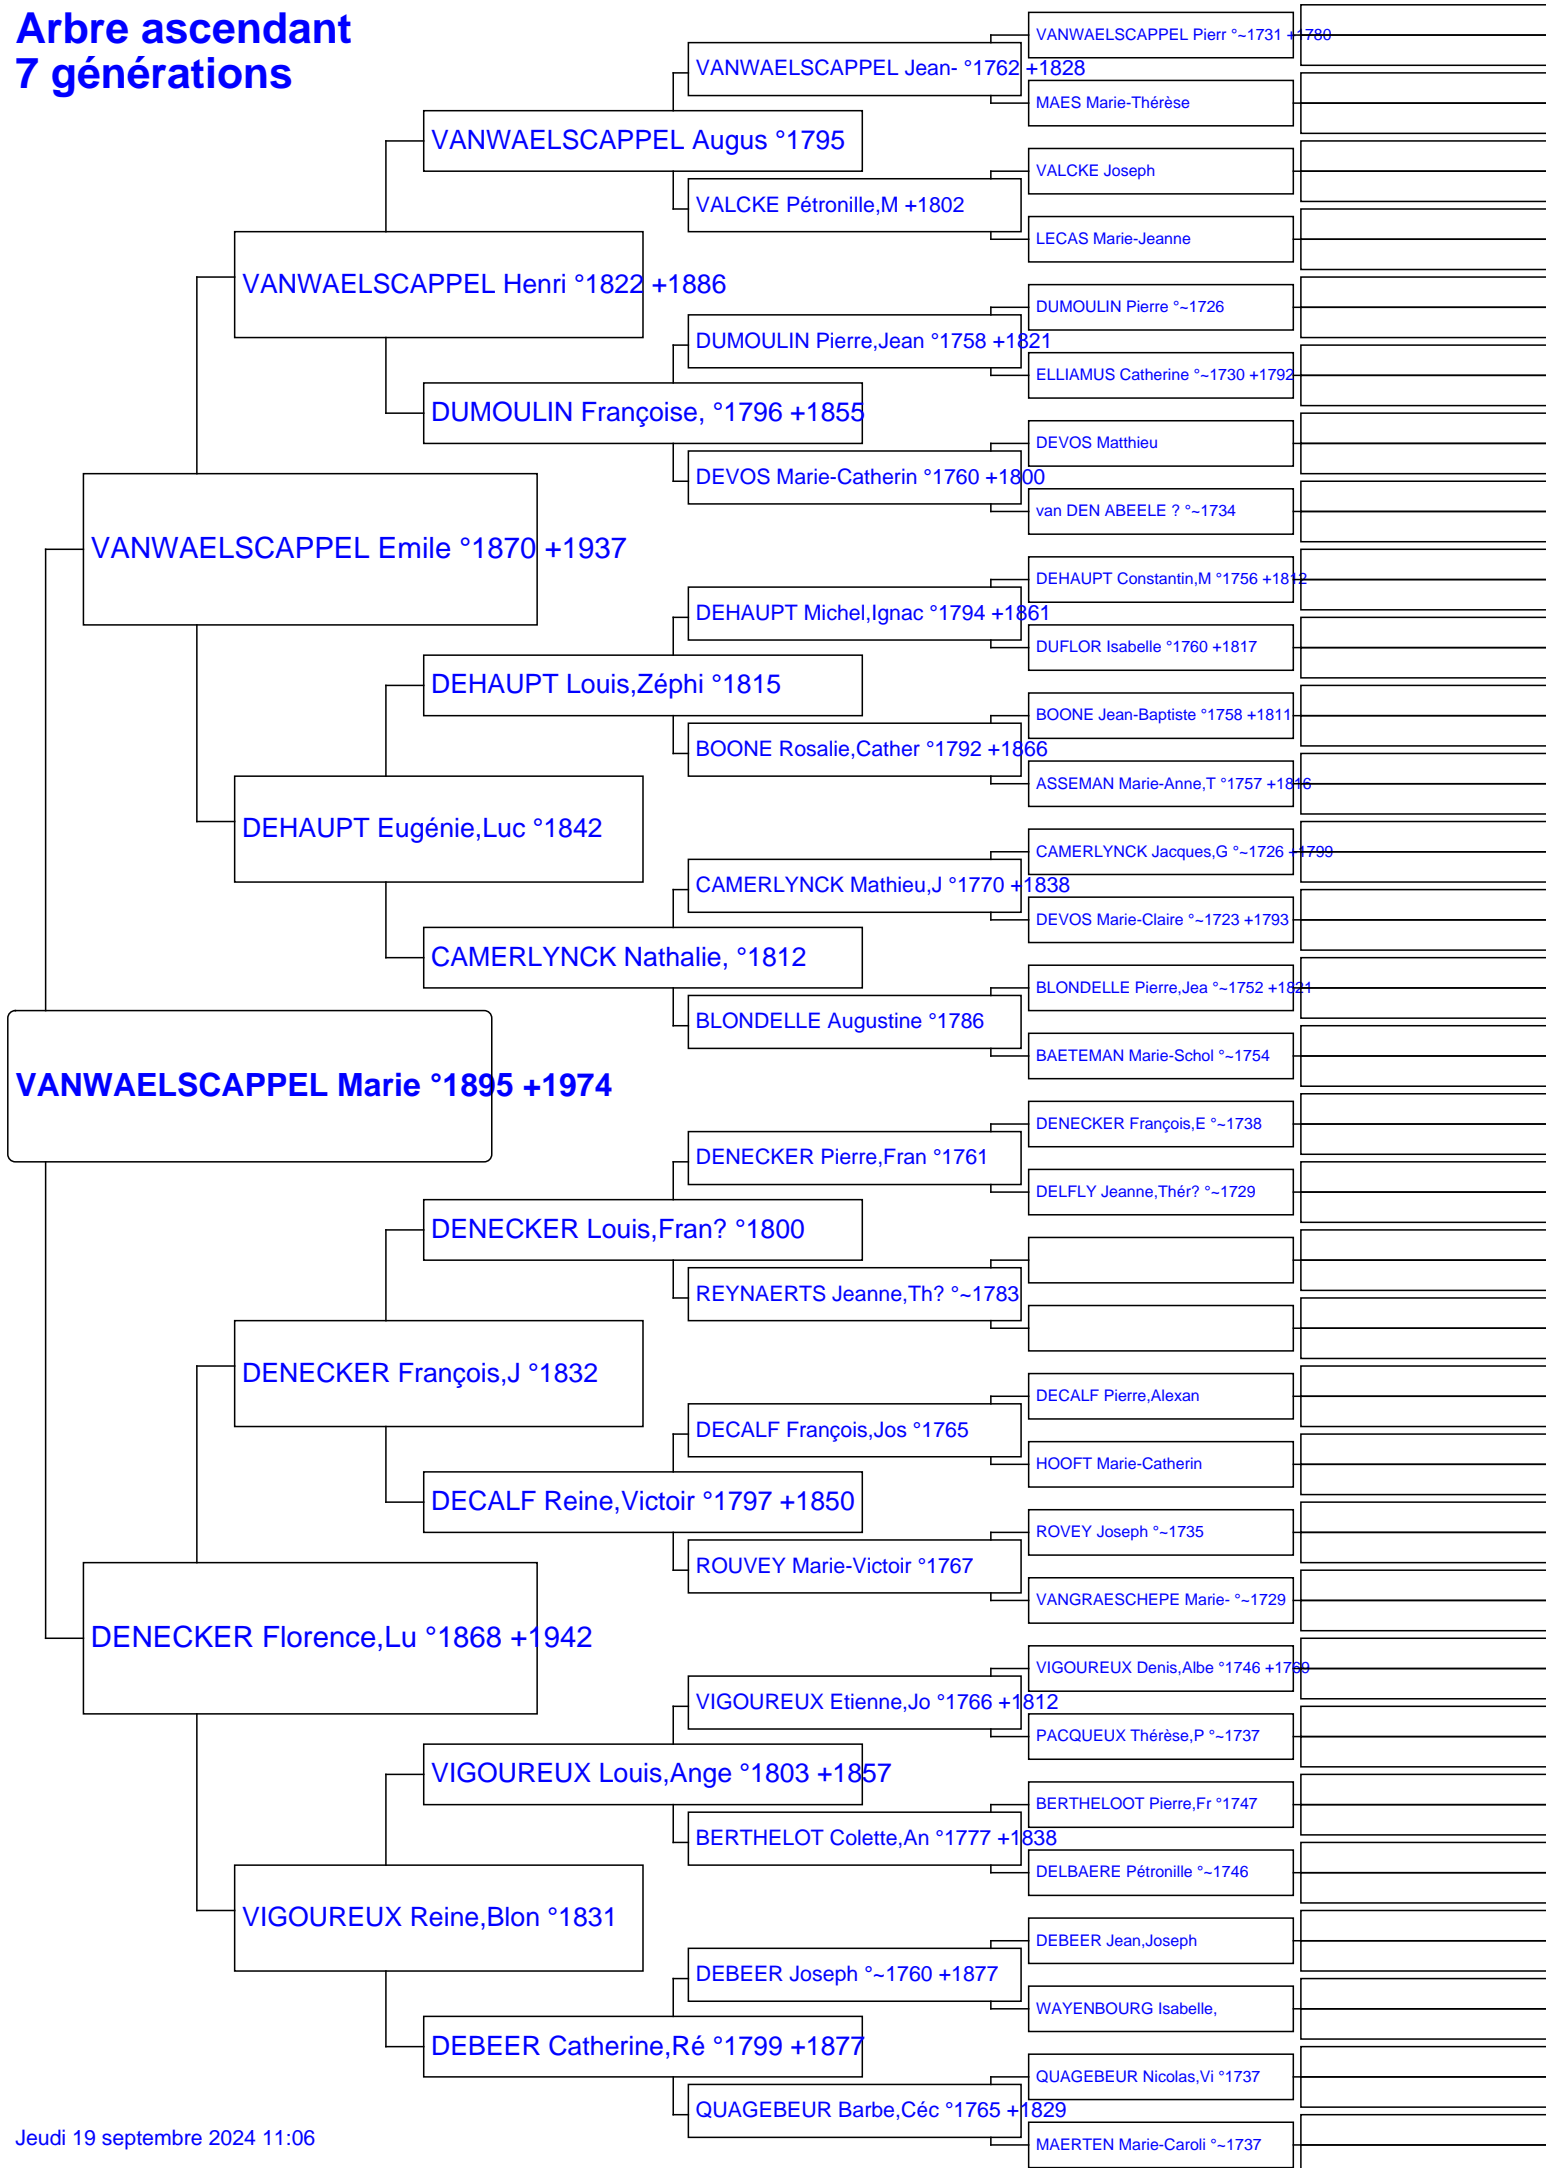 Arbre ascendant
7 générations
VANWAELSCAPPEL Pierr °~1731 +1780
VANWAELSCAPPEL Jean- °1762 +1828
MAES Marie-Thérèse
VANWAELSCAPPEL Augus °1795
VALCKE Joseph
VALCKE Pétronille,M +1802
LECAS Marie-Jeanne
VANWAELSCAPPEL Henri °1822 +1886
DUMOULIN Pierre °~1726
DUMOULIN Pierre,Jean °1758 +1821
ELLIAMUS Catherine °~1730 +1792
DUMOULIN Françoise, °1796 +1855
DEVOS Matthieu
DEVOS Marie-Catherin °1760 +1800
van DEN ABEELE ? °~1734
VANWAELSCAPPEL Emile °1870 +1937
DEHAUPT Constantin,M °1756 +1812
DEHAUPT Michel,Ignac °1794 +1861
DUFLOR Isabelle °1760 +1817
DEHAUPT Louis,Zéphi °1815
BOONE Jean-Baptiste °1758 +1811
BOONE Rosalie,Cather °1792 +1866
ASSEMAN Marie-Anne,T °1757 +1816
DEHAUPT Eugénie,Luc °1842
CAMERLYNCK Jacques,G °~1726 +1799
CAMERLYNCK Mathieu,J °1770 +1838
DEVOS Marie-Claire °~1723 +1793
CAMERLYNCK Nathalie, °1812
BLONDELLE Pierre,Jea °~1752 +1821
BLONDELLE Augustine °1786
BAETEMAN Marie-Schol °~1754
VANWAELSCAPPEL Marie °1895 +1974
DENECKER François,E °~1738
DENECKER Pierre,Fran °1761
DELFLY Jeanne,Thér? °~1729
DENECKER Louis,Fran? °1800
REYNAERTS Jeanne,Th? °~1783
DENECKER François,J °1832
DECALF Pierre,Alexan
DECALF François,Jos °1765
HOOFT Marie-Catherin
DECALF Reine,Victoir °1797 +1850
ROVEY Joseph °~1735
ROUVEY Marie-Victoir °1767
VANGRAESCHEPE Marie- °~1729
DENECKER Florence,Lu °1868 +1942
VIGOUREUX Denis,Albe °1746 +1769
VIGOUREUX Etienne,Jo °1766 +1812
PACQUEUX Thérèse,P °~1737
VIGOUREUX Louis,Ange °1803 +1857
BERTHELOOT Pierre,Fr °1747
BERTHELOT Colette,An °1777 +1838
DELBAERE Pétronille °~1746
VIGOUREUX Reine,Blon °1831
DEBEER Jean,Joseph
DEBEER Joseph °~1760 +1877
WAYENBOURG Isabelle,
DEBEER Catherine,Ré °1799 +1877
QUAGEBEUR Nicolas,Vi °1737
QUAGEBEUR Barbe,Céc °1765 +1829
MAERTEN Marie-Caroli °~1737
Jeudi 19 septembre 2024 11:06